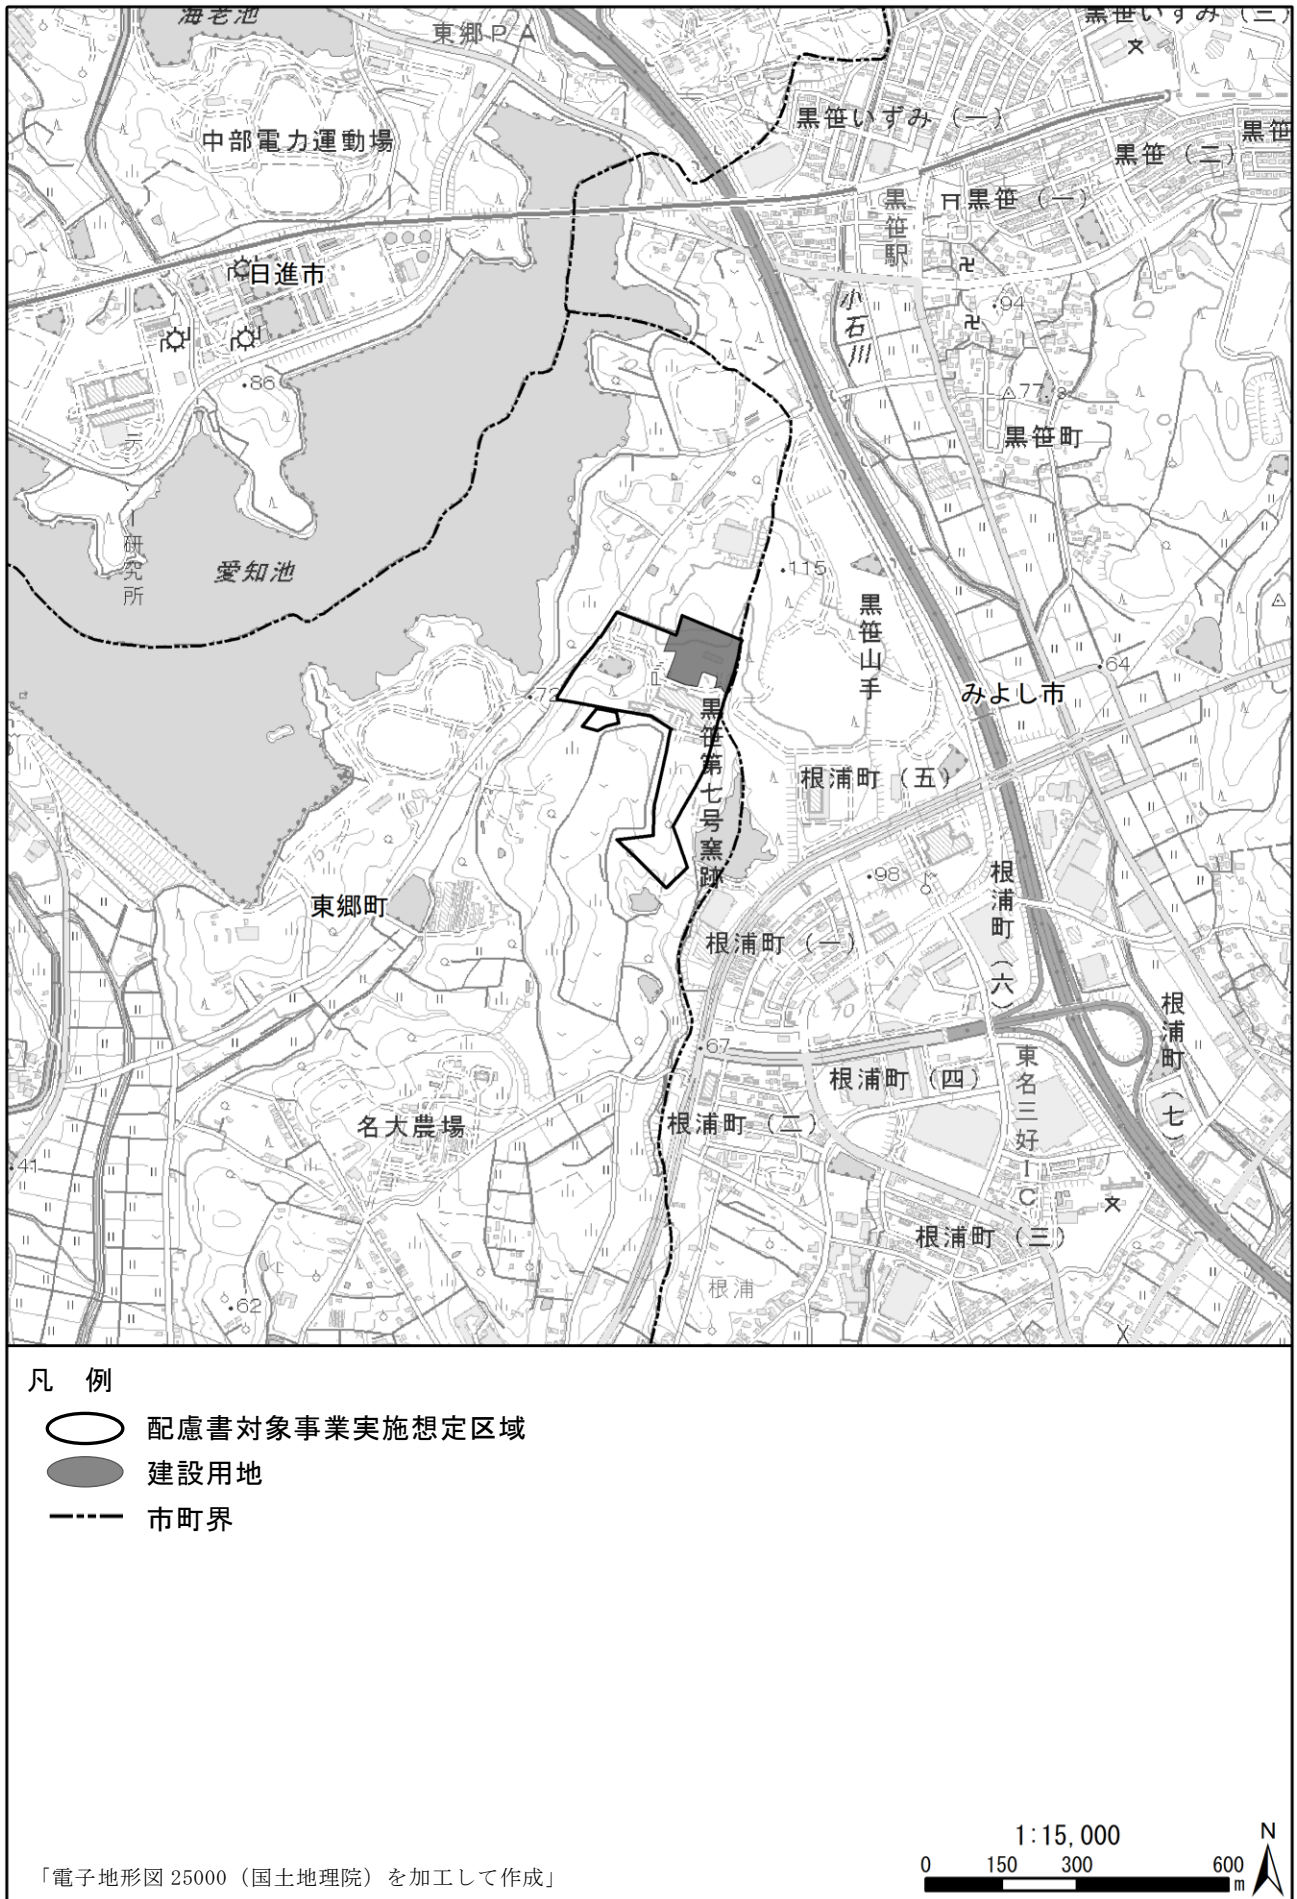 海老池
東郷PA
黒笹いずみ(三)
中部電力運動場
黒笹いずみ(一)
黒笹(二)
黒笹
黒笹(一)
黒笹駅
日進市
小石川
94
86
70
77.3
黒笹町
研究所
愛知池
115
黒笹山手
64
みよし市
72
黒笹第七号窯跡
根浦町(五)
75
98
根浦町(六)
東郷町
根浦町(一)
70
根浦町(七)
67
東名三好IC
根浦町(四)
名大農場
根浦町(二)
41
根浦町(三)
根浦
62
凡 例
配慮書対象事業実施想定区域
建設用地
市町界
1:15,000
N
0 150 300 600
m
「電子地形図 25000(国土地理院)を加工して作成」